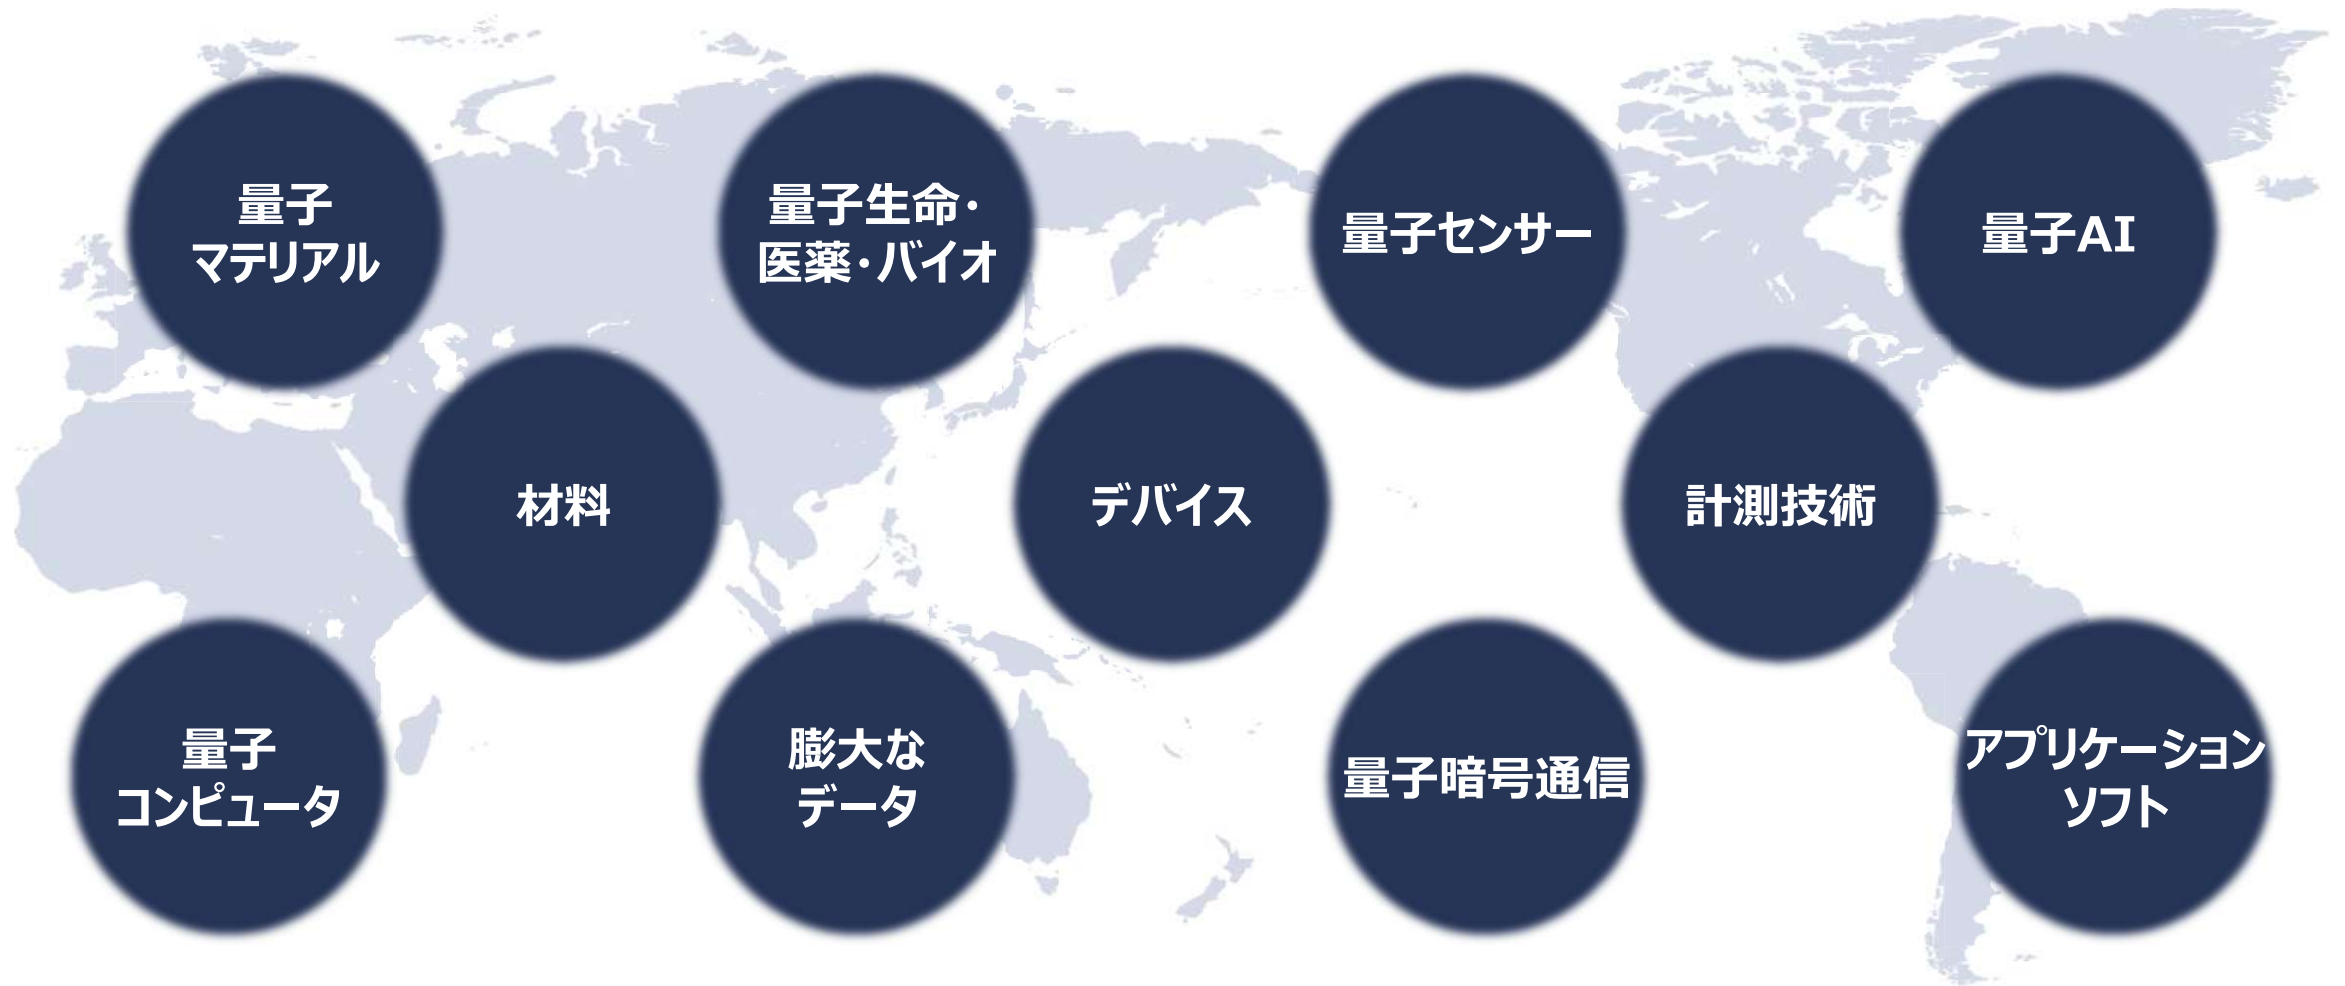 量子
マテリアル
量子生命・
医薬・バイオ
量子センサー
量子AI
材料
デバイス
計測技術
量子
コンピュータ
膨大な
データ
量子暗号通信
アプリケーション
ソフト